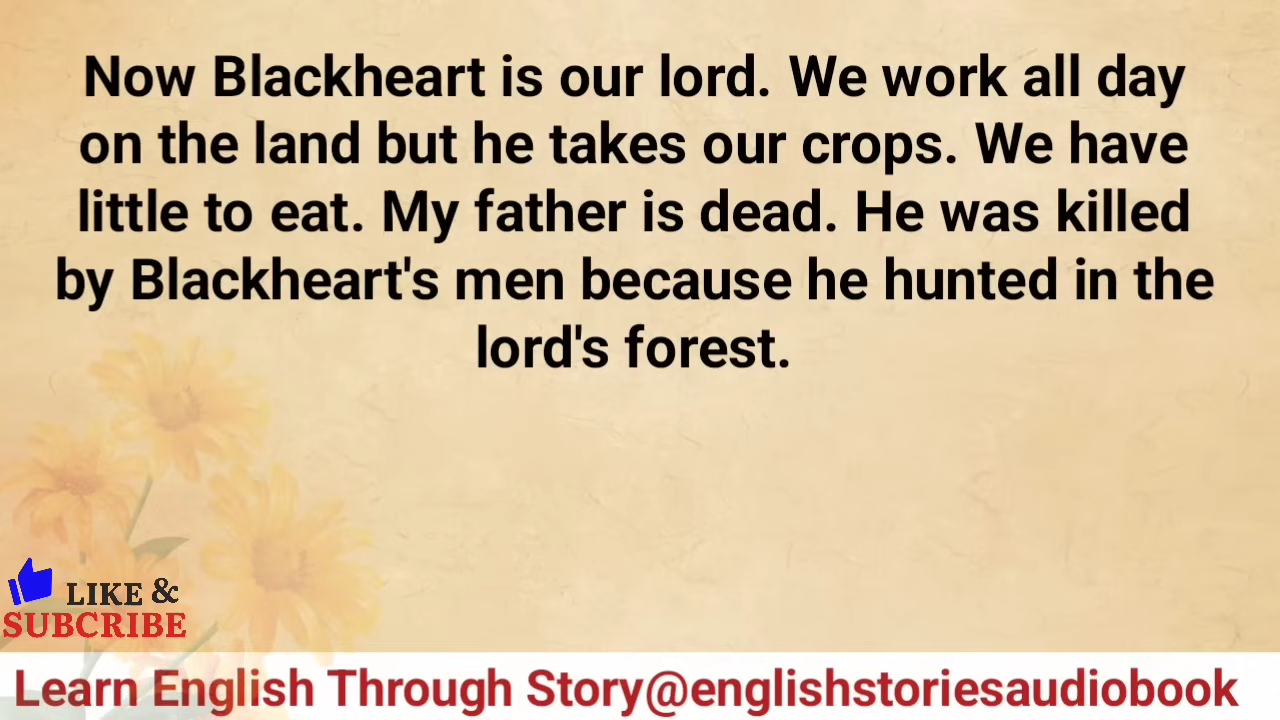 Now Blackheart is our lord. We work all day
on the land but he takes our crops. We have
little to eat. My father is dead. He was killed
by Blackheart's men because he hunted in the
lord's forest.
LIKE &
SUBCRIBE
Learn English Through Story@englishstoriesaudiobook